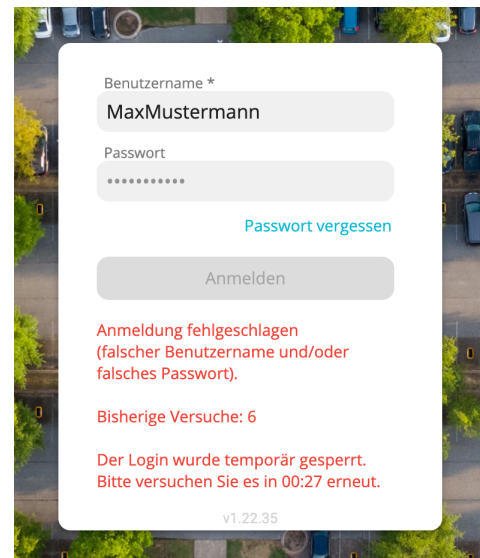 Benutzername *
MaxMustermann
Passwort
•••••••••••
Passwort vergessen
Anmelden
Anmeldung fehlgeschlagen
(falscher Benutzername und/oder
falsches Passwort).
Bisherige Versuche: 6
Der Login wurde temporär gesperrt.
Bitte versuchen Sie es in 00:27 erneut.
v1.22.35